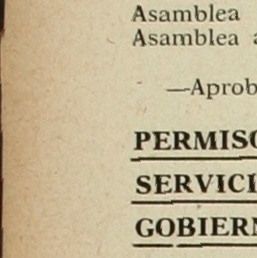 Asamblea
Asamblea a
—Aprob
PERMISO
SERVICI
GOBIERN